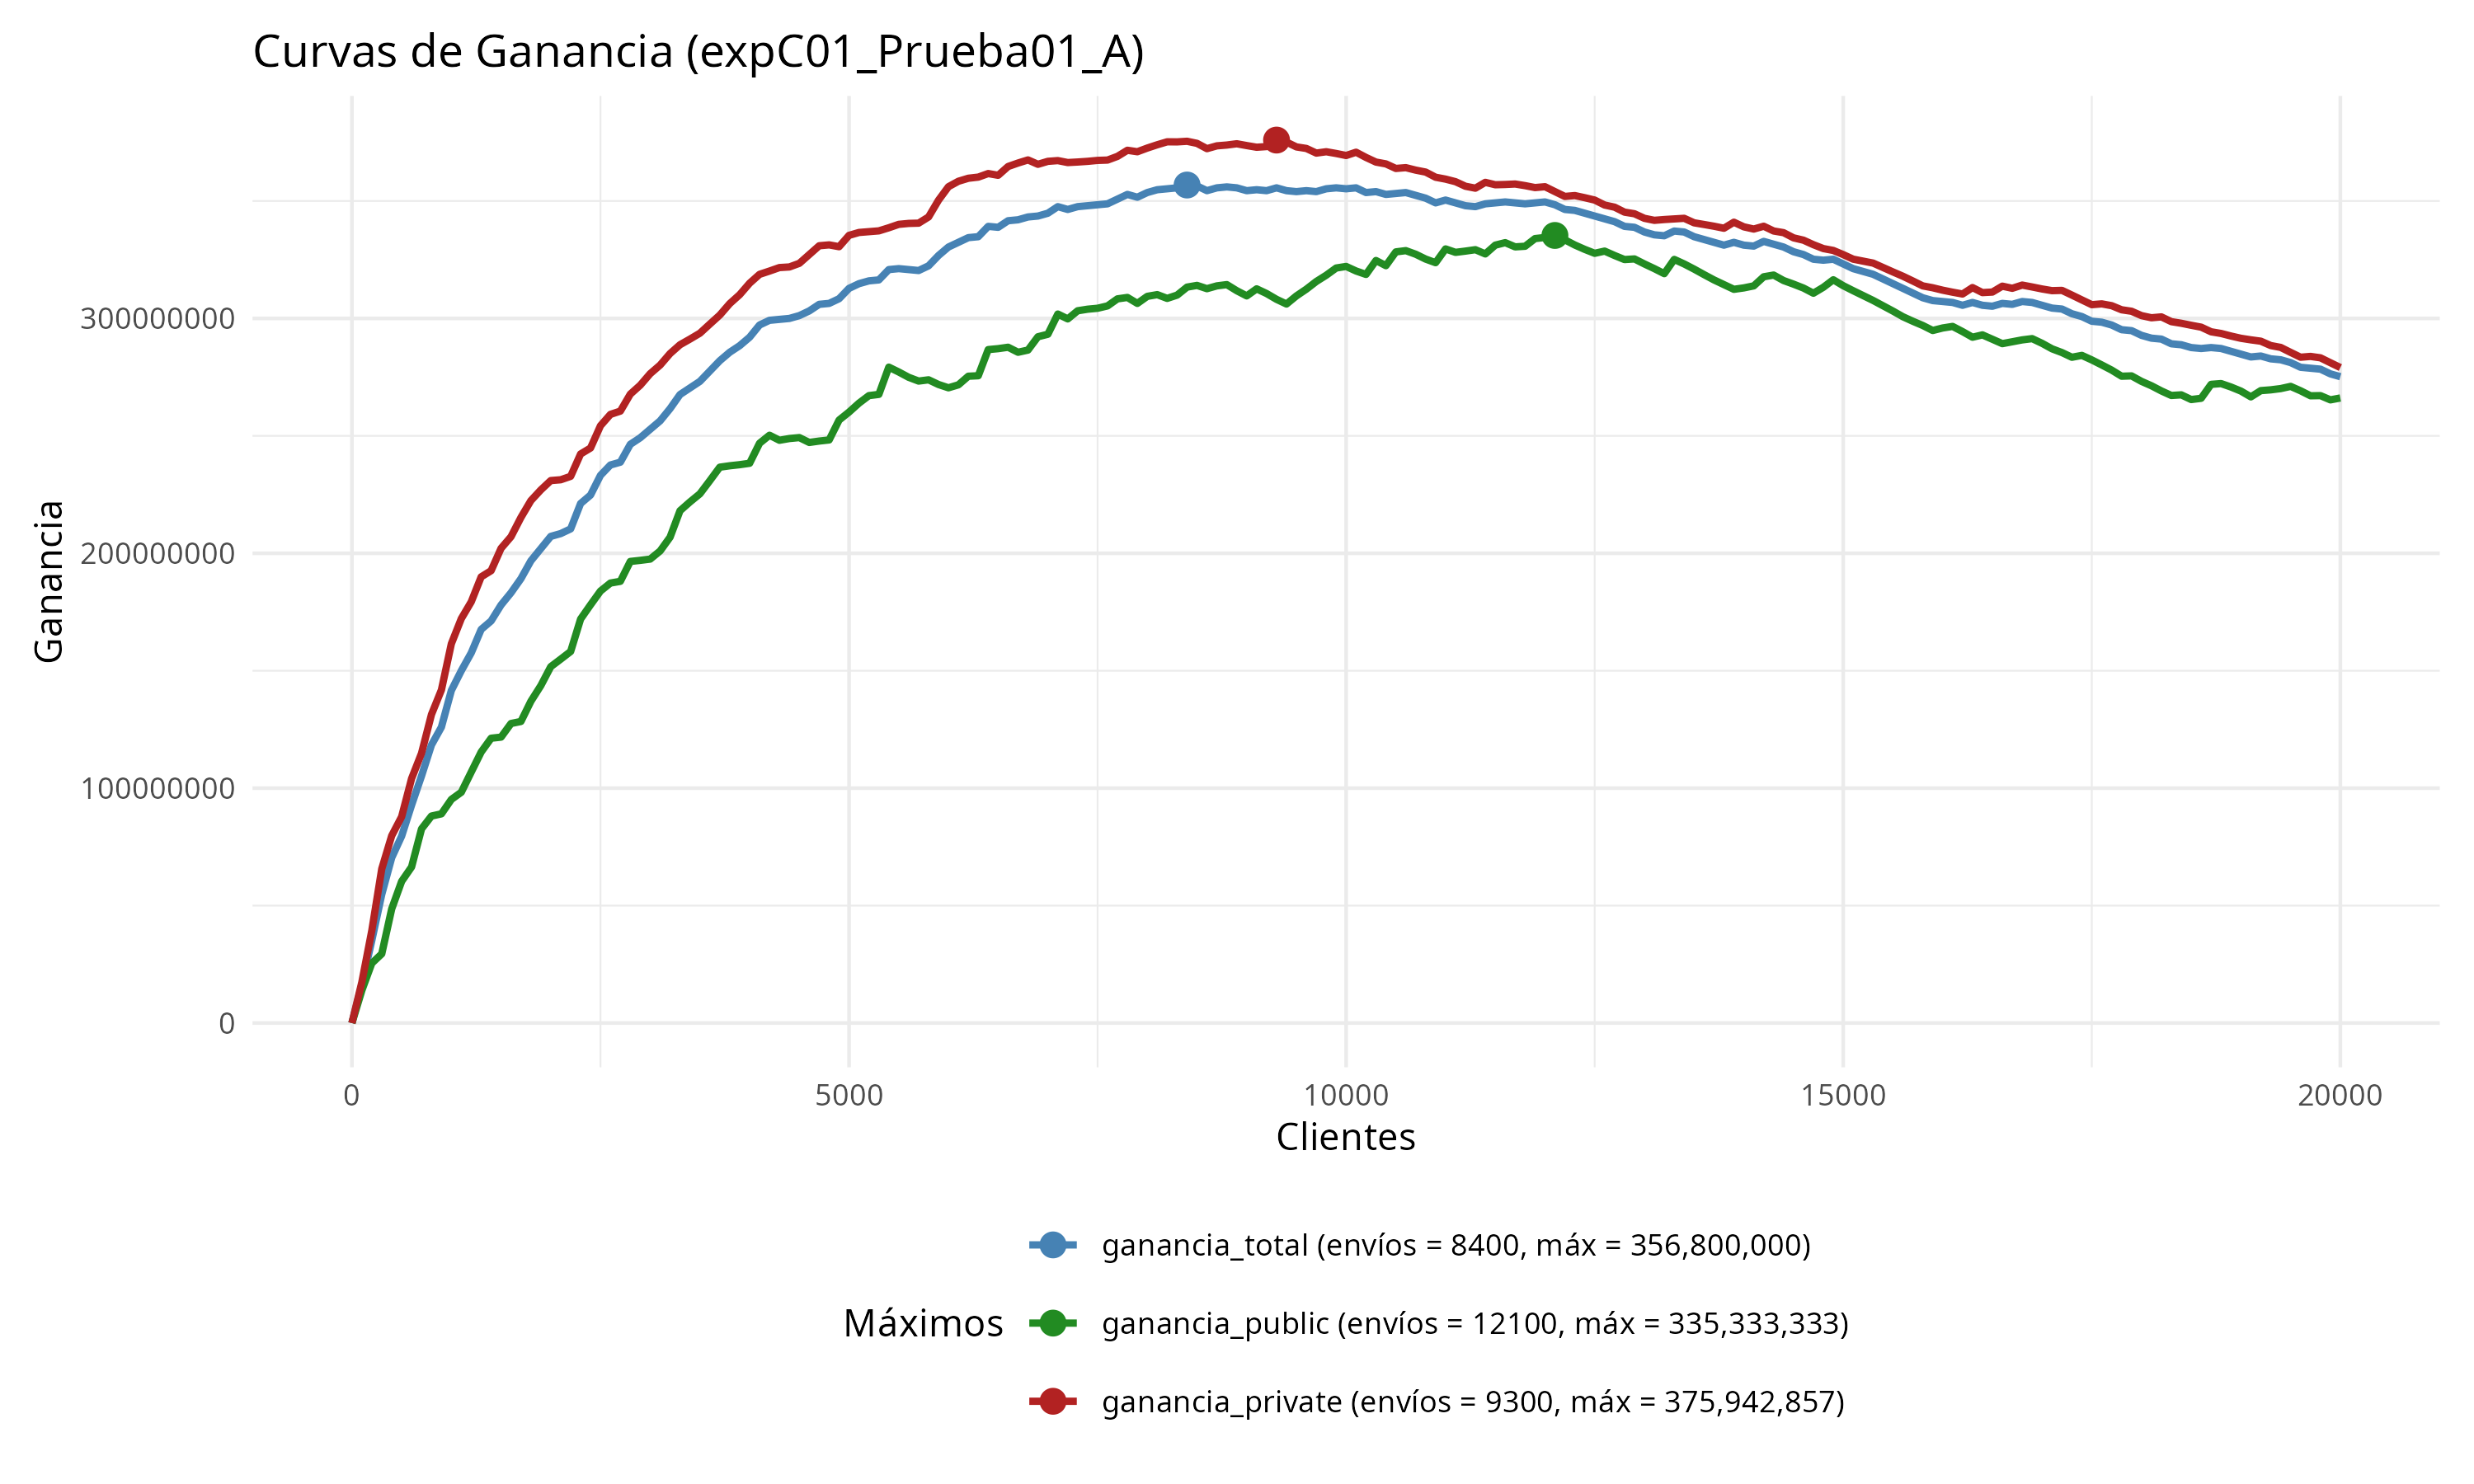 Curvas de Ganancia (expC01_Prueba01_A)
Ganancia
300000000
200000000
100000000
0
0 5000 10000 15000 20000
Clientes
Máximos
ganancia_total (envíos = 8400, máx = 356,800,000)
ganancia_public (envíos = 12100, máx = 335,333,333)
ganancia_private (envíos = 9300, máx = 375,942,857)